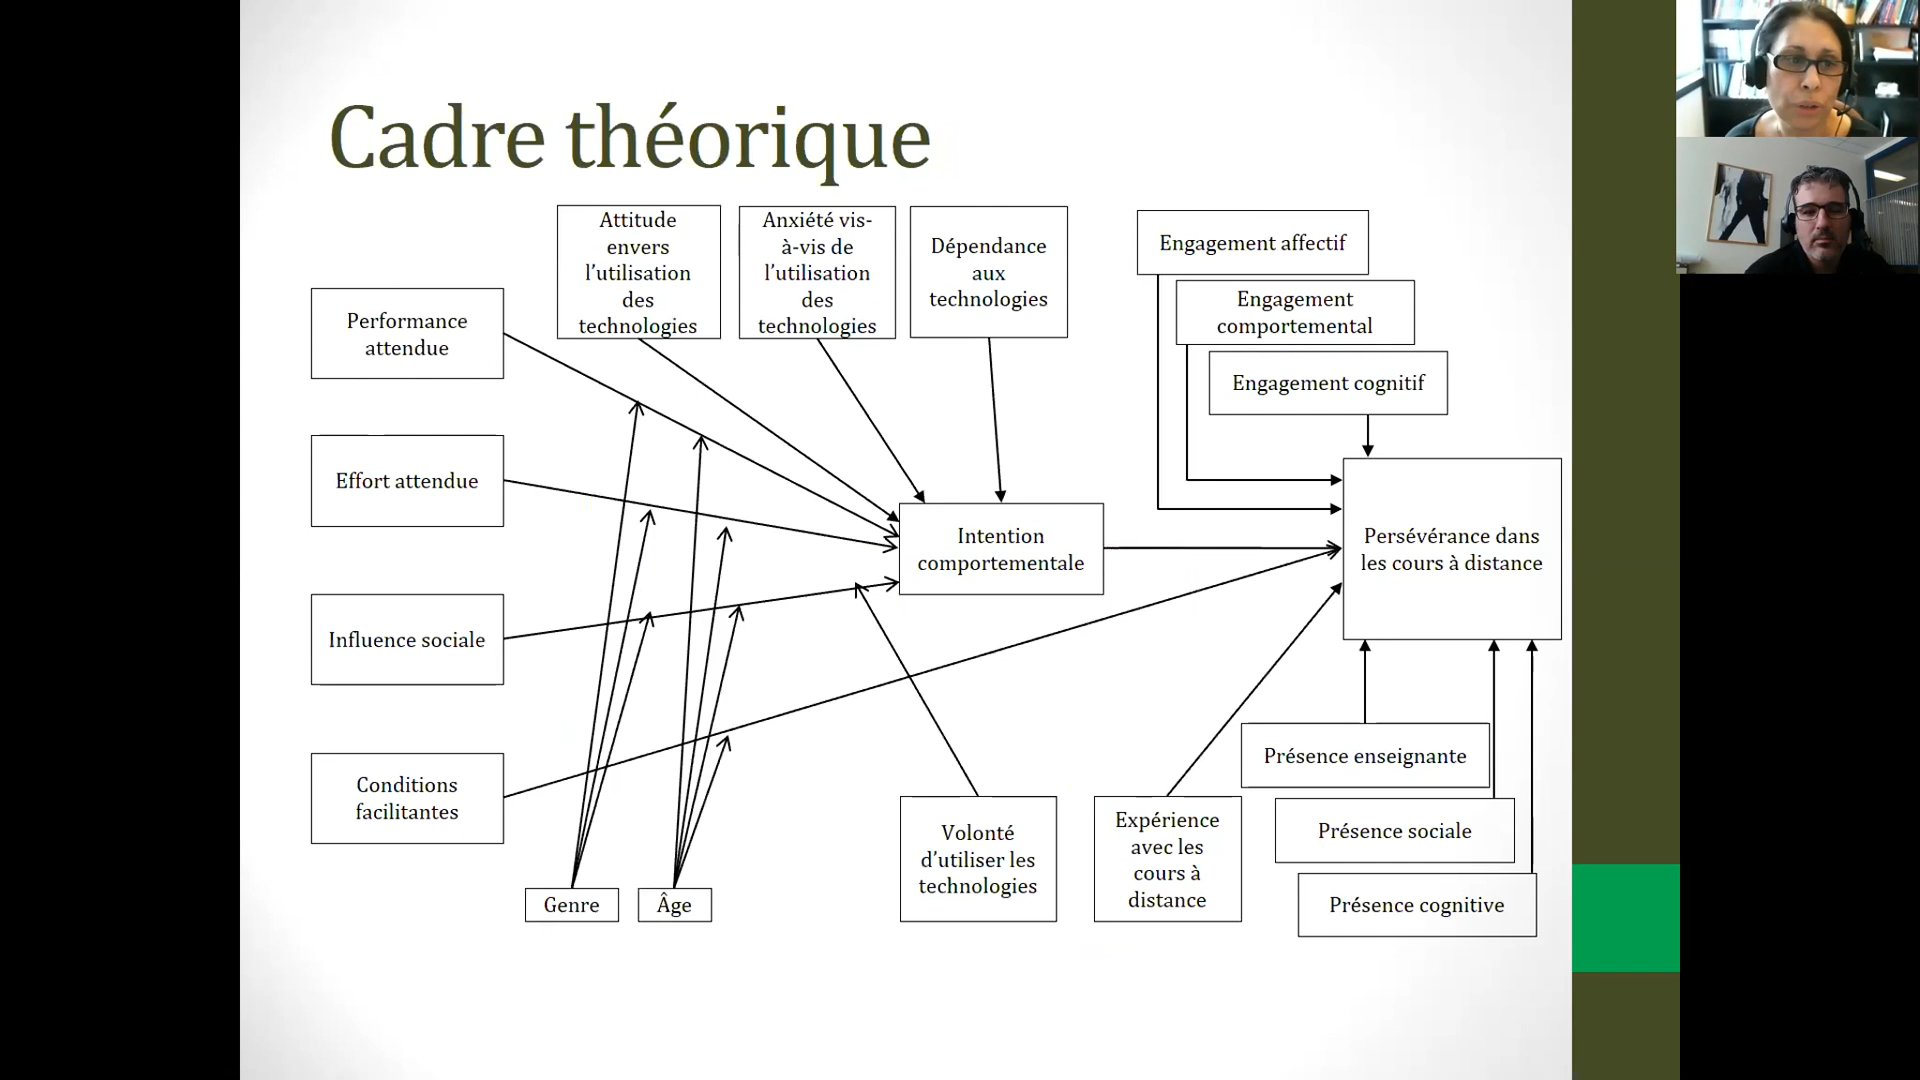 Cadre théorique
Attitude
envers
l'utilisation
des
technologies
Anxiété vis-
à-vis de
l'utilisation
des
technologies
Dépendance
aux
technologies
Engagement affectif
Engagement
comportemental
Engagement cognitif
Performance
attendue
Effort attendue
Influence sociale
Conditions
facilitantes
Intention
comportementale
Persévérance dans
les cours à distance
Genre
Âge
Volonté
d'utiliser les
technologies
Expérience
avec les
cours à
distance
Présence enseignante
Présence sociale
Présence cognitive